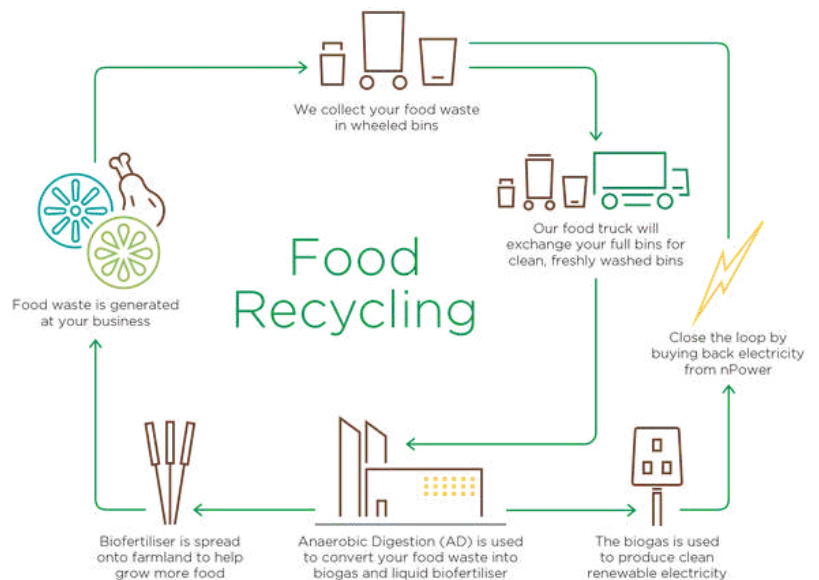 We collect your food waste
in wheeled bins
Our food truck will
exchange your full bins for
clean, freshly washed bins
Food
Recycling
Food waste is generated
at your business
Close the loop by
buying back electricity
from nPower
Biofertiliser is spread
onto farmland to help
grow more food
Anaerobic Digestion (AD) is used
to convert your food waste into
biogas and liquid biofertiliser
The biogas is used
to produce clean
renewable electricity